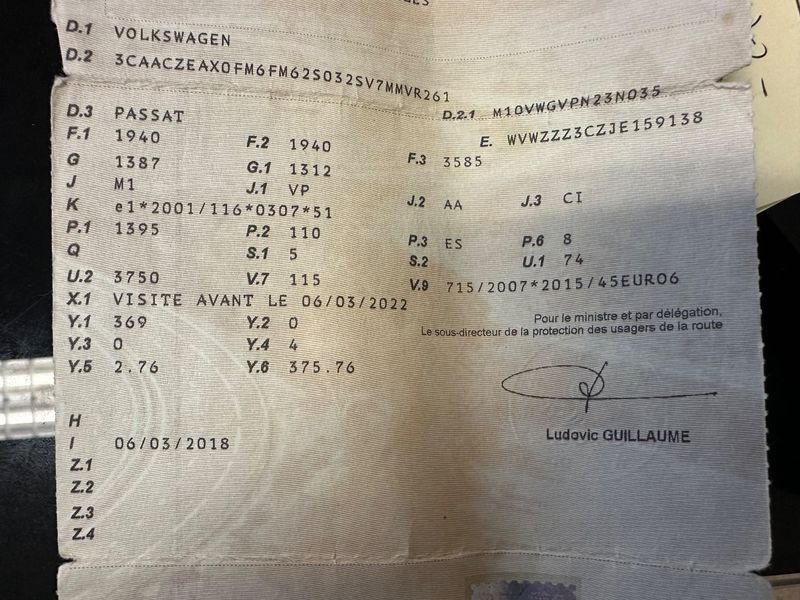 D.1 VOLKSWAGEN
D.2 3CAACZEAX0FM6FM62S032SV7MMVR261
D.2.1 M10VWGVPN23N035
D.3 PASSAT
E. WVWZZZ3CZJE159138
F.1 1940 F.2 1940 F.3 3585
G 1387 G.1 1312
J M1 J.1 VP J.2 AA J.3 CI
K e1*2001/116*0307*51
P.1 1395 P.2 110 P.3 ES P.6 8
Q S.1 5 S.2 U.1 74
U.2 3750 V.7 115 V.9 715/2007*2015/45EURO6
X.1 VISITE AVANT LE 06/03/2022
Pour le ministre et par délégation,
Y.1 369 Y.2 0
Le sous-directeur de la protection des usagers de la route
Y.3 0 Y.4 4
Y.5 2.76 Y.6 375.76
H
Ludovic GUILLAUME
I 06/03/2018
Z.1
Z.2
Z.3
Z.4